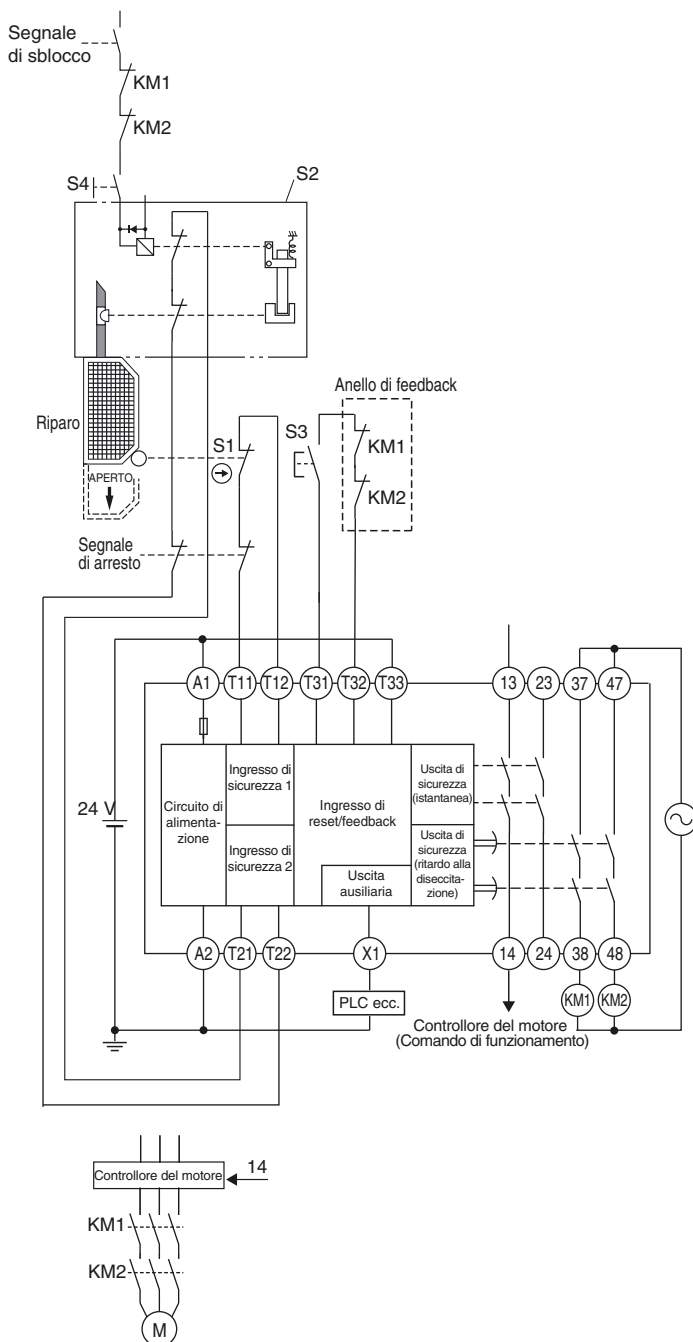 Segnale
di sblocco
KM1
KM2
S4
S2
Riparo
APERTO
S1
S3
Anello di feedback
KM1
KM2
Segnale
di arresto
A1
T11
T12
T31
T32
T33
13
23
37
47
24 V
Circuito di
alimenta-
zione
Ingresso di
sicurezza 1
Ingresso di
sicurezza 2
Ingresso di
reset/feedback
Uscita
ausiliaria
Uscita di
sicurezza
(istantanea)
Uscita di
sicurezza
(ritardo alla
diseccita-
zione)
A2
T21
T22
X1
14
24
38
48
PLC ecc.
KM1
KM2
Controllore del motore
(Comando di funzionamento)
Controllore del motore
14
KM1
KM2
M